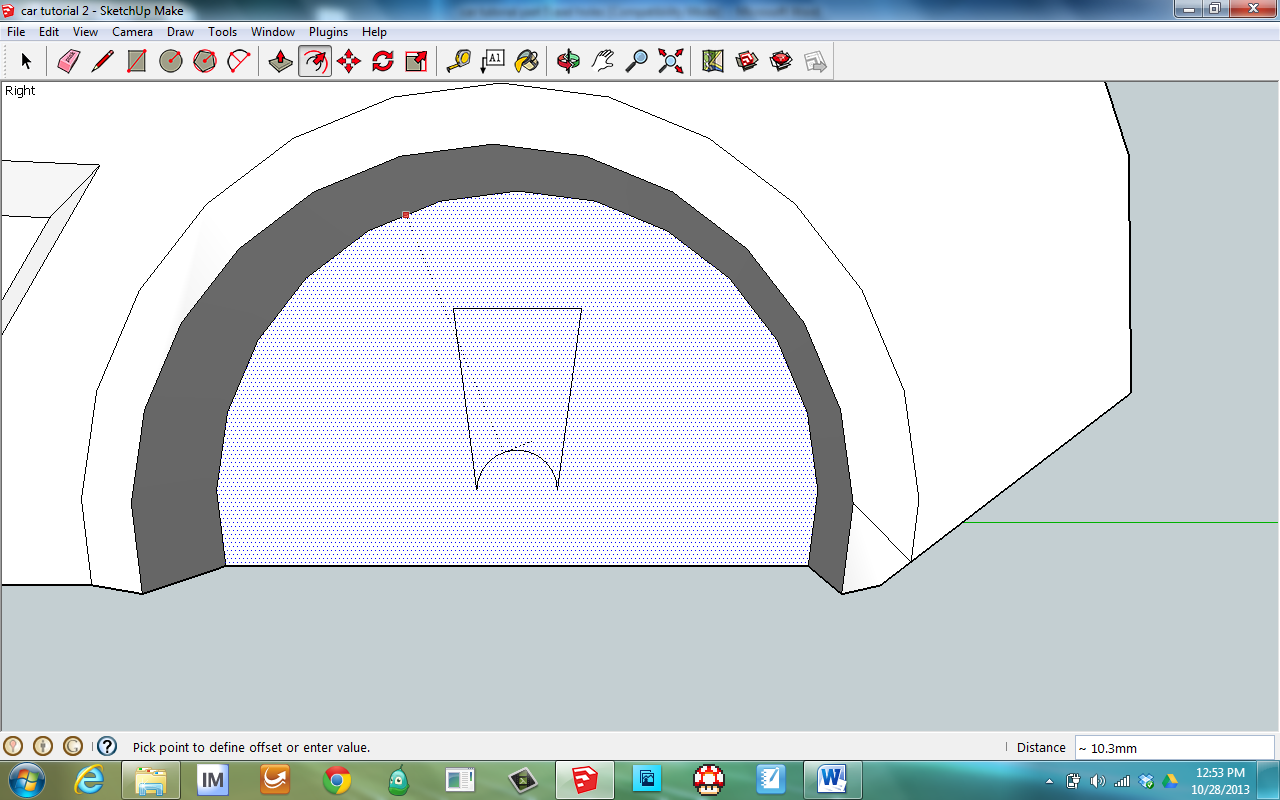 car tutorial 2 - SketchUp Make
File Edit View Camera Draw Tools Window Plugins Help
A1
Right
? Pick point to define offset or enter value. Distance ~ 10.3mm
IM W
12:53 PM
10/28/2013